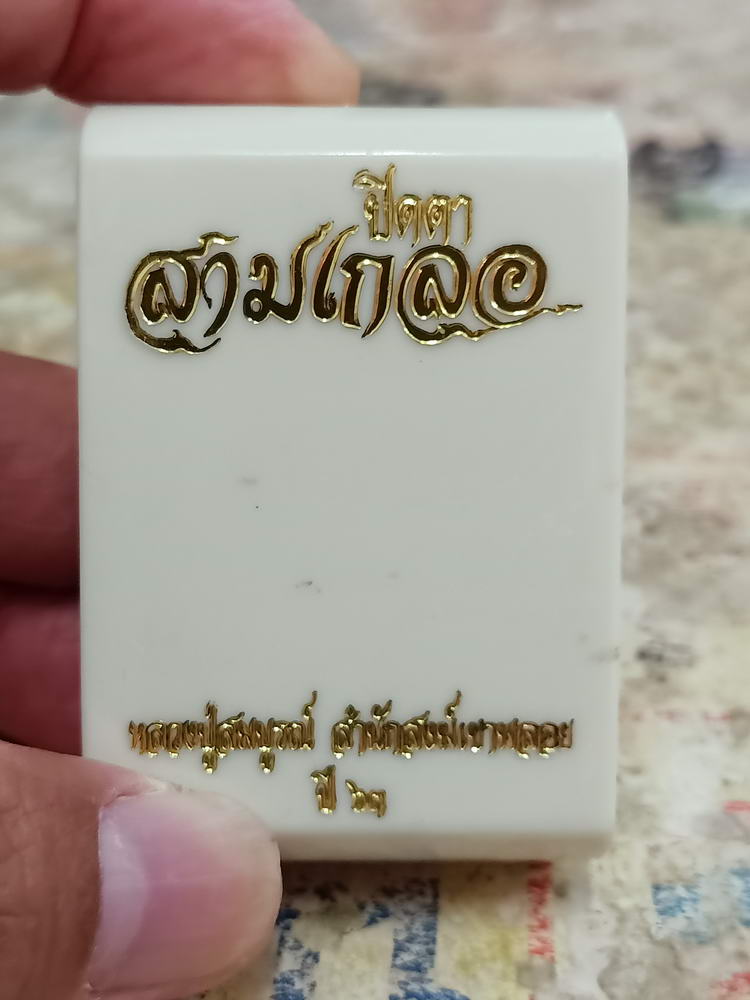 ปิดตา
สามเกลอ
หลวงปู่สมบูรณ์ สำนักสงฆ์เขาพลอย
ปี ๖๓